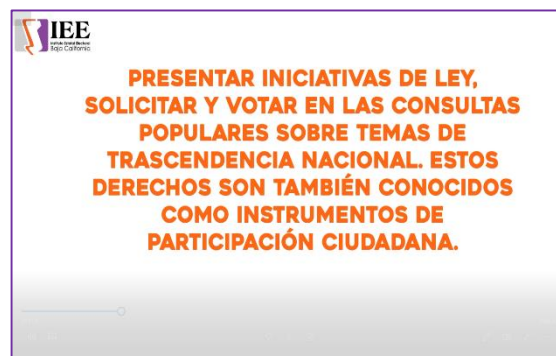 IEE
Instituto Estatal Electoral
Baja California
PRESENTAR INICIATIVAS DE LEY,
SOLICITAR Y VOTAR EN LAS CONSULTAS
POPULARES SOBRE TEMAS DE
TRASCENDENCIA NACIONAL. ESTOS
DERECHOS SON TAMBIÉN CONOCIDOS
COMO INSTRUMENTOS DE
PARTICIPACIÓN CIUDADANA.